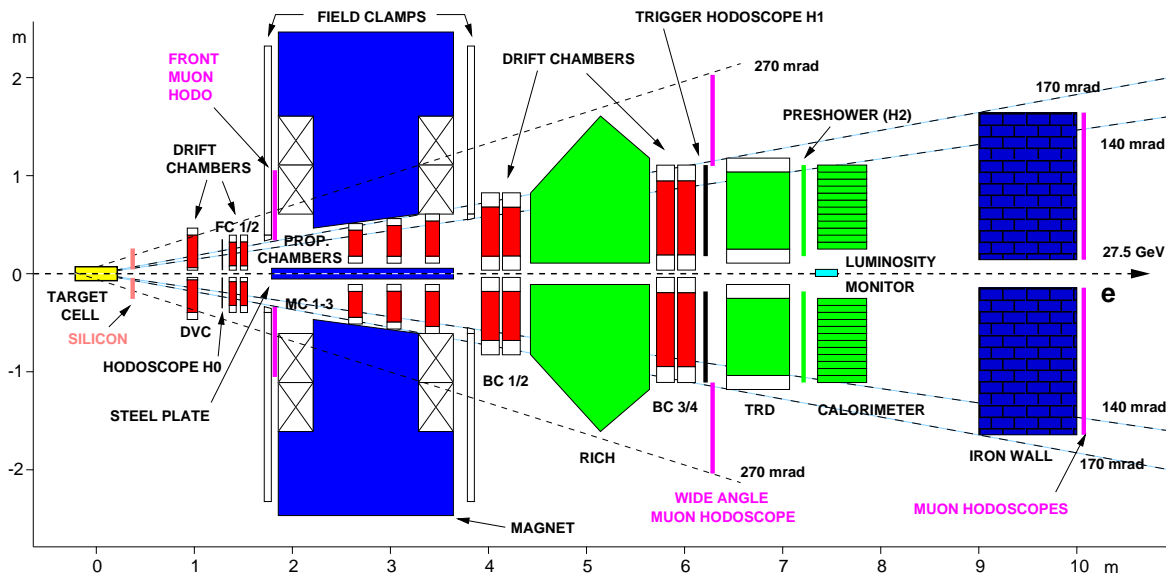 FIELD CLAMPS
TRIGGER HODOSCOPE H1
m
FRONT
MUON
HODO
DRIFT CHAMBERS
270 mrad
2
170 mrad
PRESHOWER (H2)
DRIFT
CHAMBERS
140 mrad
1
FC 1/2
PROP.
CHAMBERS
27.5 GeV
0
LUMINOSITY
MONITOR
e
TARGET
CELL
MC 1-3
DVC
SILICON
HODOSCOPE H0
-1
STEEL PLATE
BC 1/2
BC 3/4
TRD
CALORIMETER
140 mrad
RICH
IRON WALL
170 mrad
-2
270 mrad
WIDE ANGLE
MUON HODOSCOPE
MUON HODOSCOPES
MAGNET
0
1
2
3
4
5
6
7
8
9
10
m